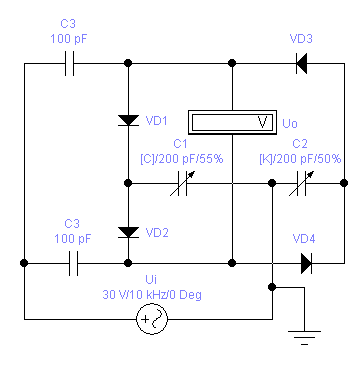 C3
100 pF
VD3
V
Uo
VD1
C1
[C]/200 pF/55%
C2
[K]/200 pF/50%
C3
100 pF
VD2
VD4
Ui
30 V/10 kHz/0 Deg
+